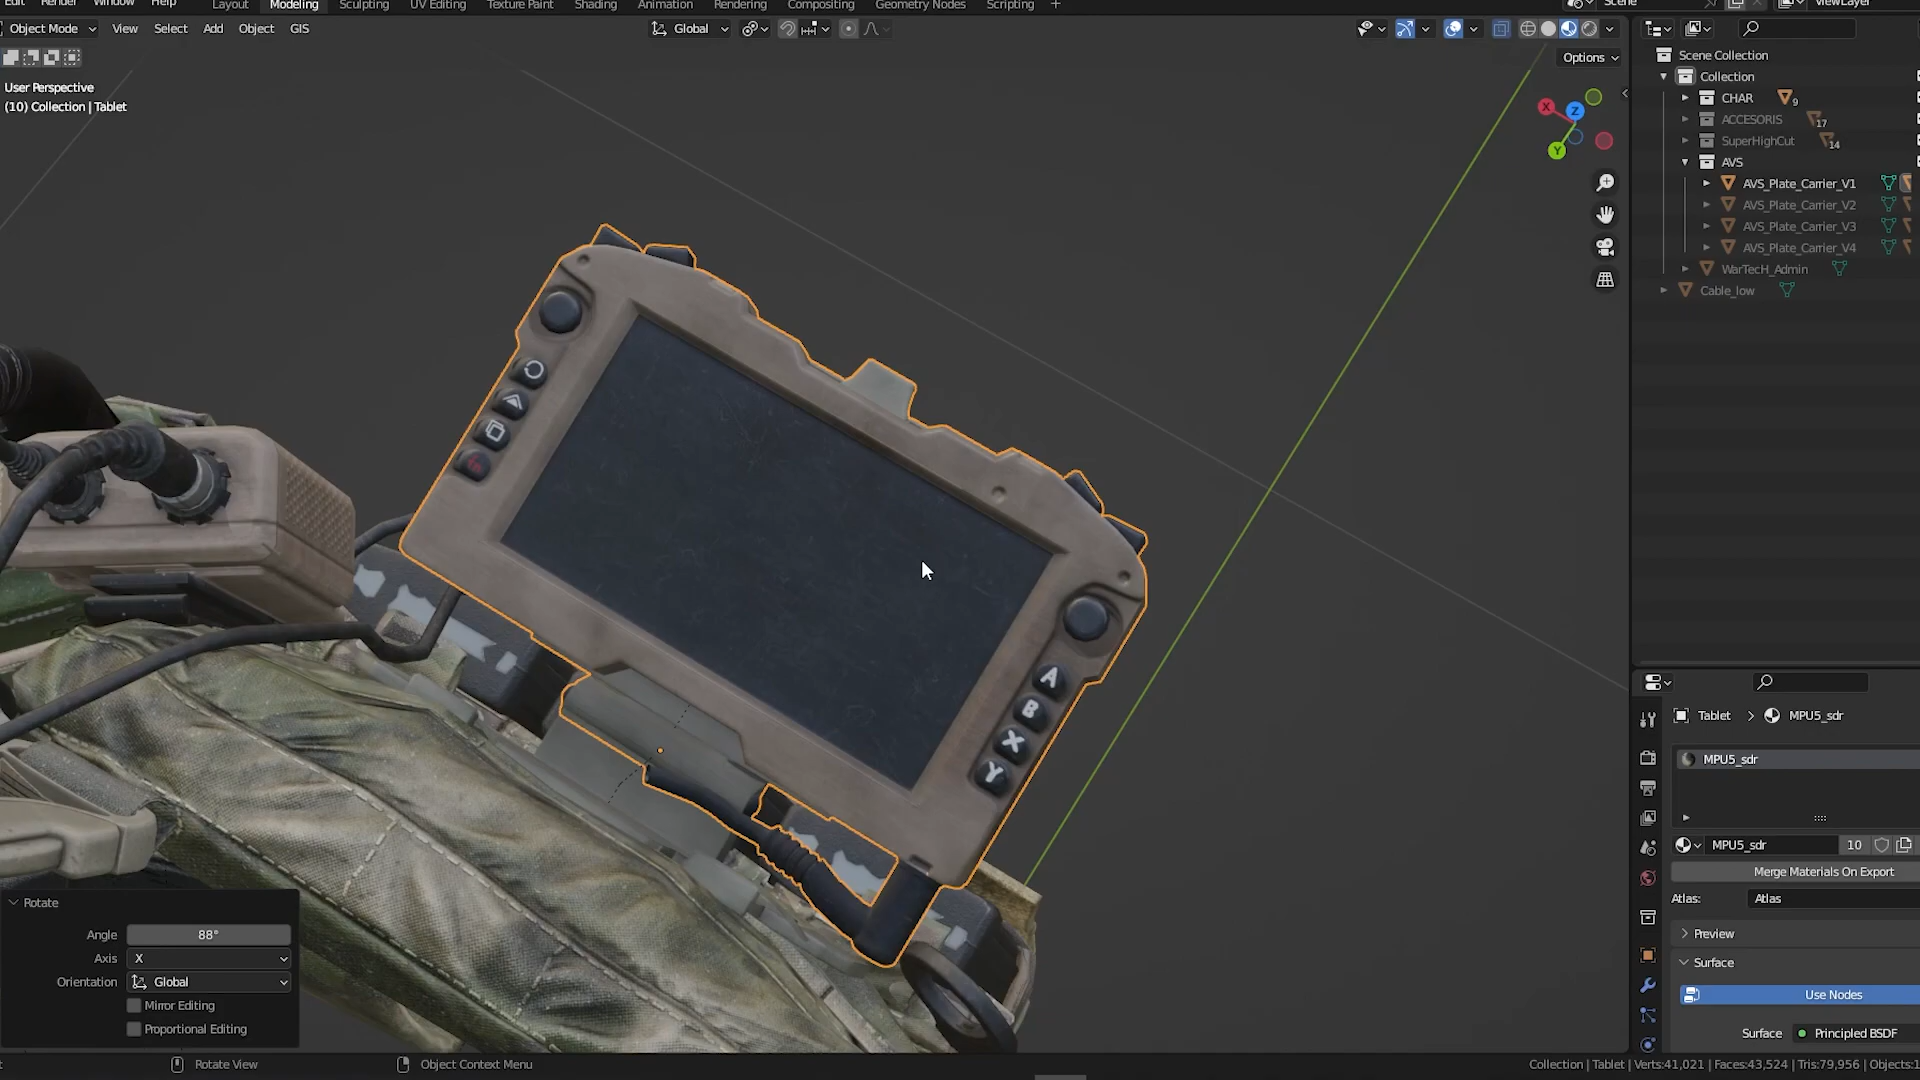 Edit Render Window Help Layout Modeling Sculpting UV Editing Texture Paint Shading Animation Rendering Compositing Geometry Nodes Scripting + Scene ViewLayer
Object Mode View Select Add Object GIS Global
Options
User Perspective
(10) Collection | Tablet
X
Z
Y
Scene Collection
Collection
CHAR 9
ACCESORIS 17
SuperHighCut 14
AVS
AVS_Plate_Carrier_V1
AVS_Plate_Carrier_V2
AVS_Plate_Carrier_V3
AVS_Plate_Carrier_V4
WarTecH_Admin
Cable_low
A
B
X
Y
Tablet > MPU5_sdr
MPU5_sdr
MPU5_sdr 10
Merge Materials On Export
Atlas: Atlas
Preview
Surface
Use Nodes
Surface Principled BSDF
Rotate
Angle 88°
Axis X
Orientation Global
Mirror Editing
Proportional Editing
Rotate View Object Context Menu
Collection | Tablet | Verts:41,021 | Faces:43,524 | Tris:79,956 | Objects:1